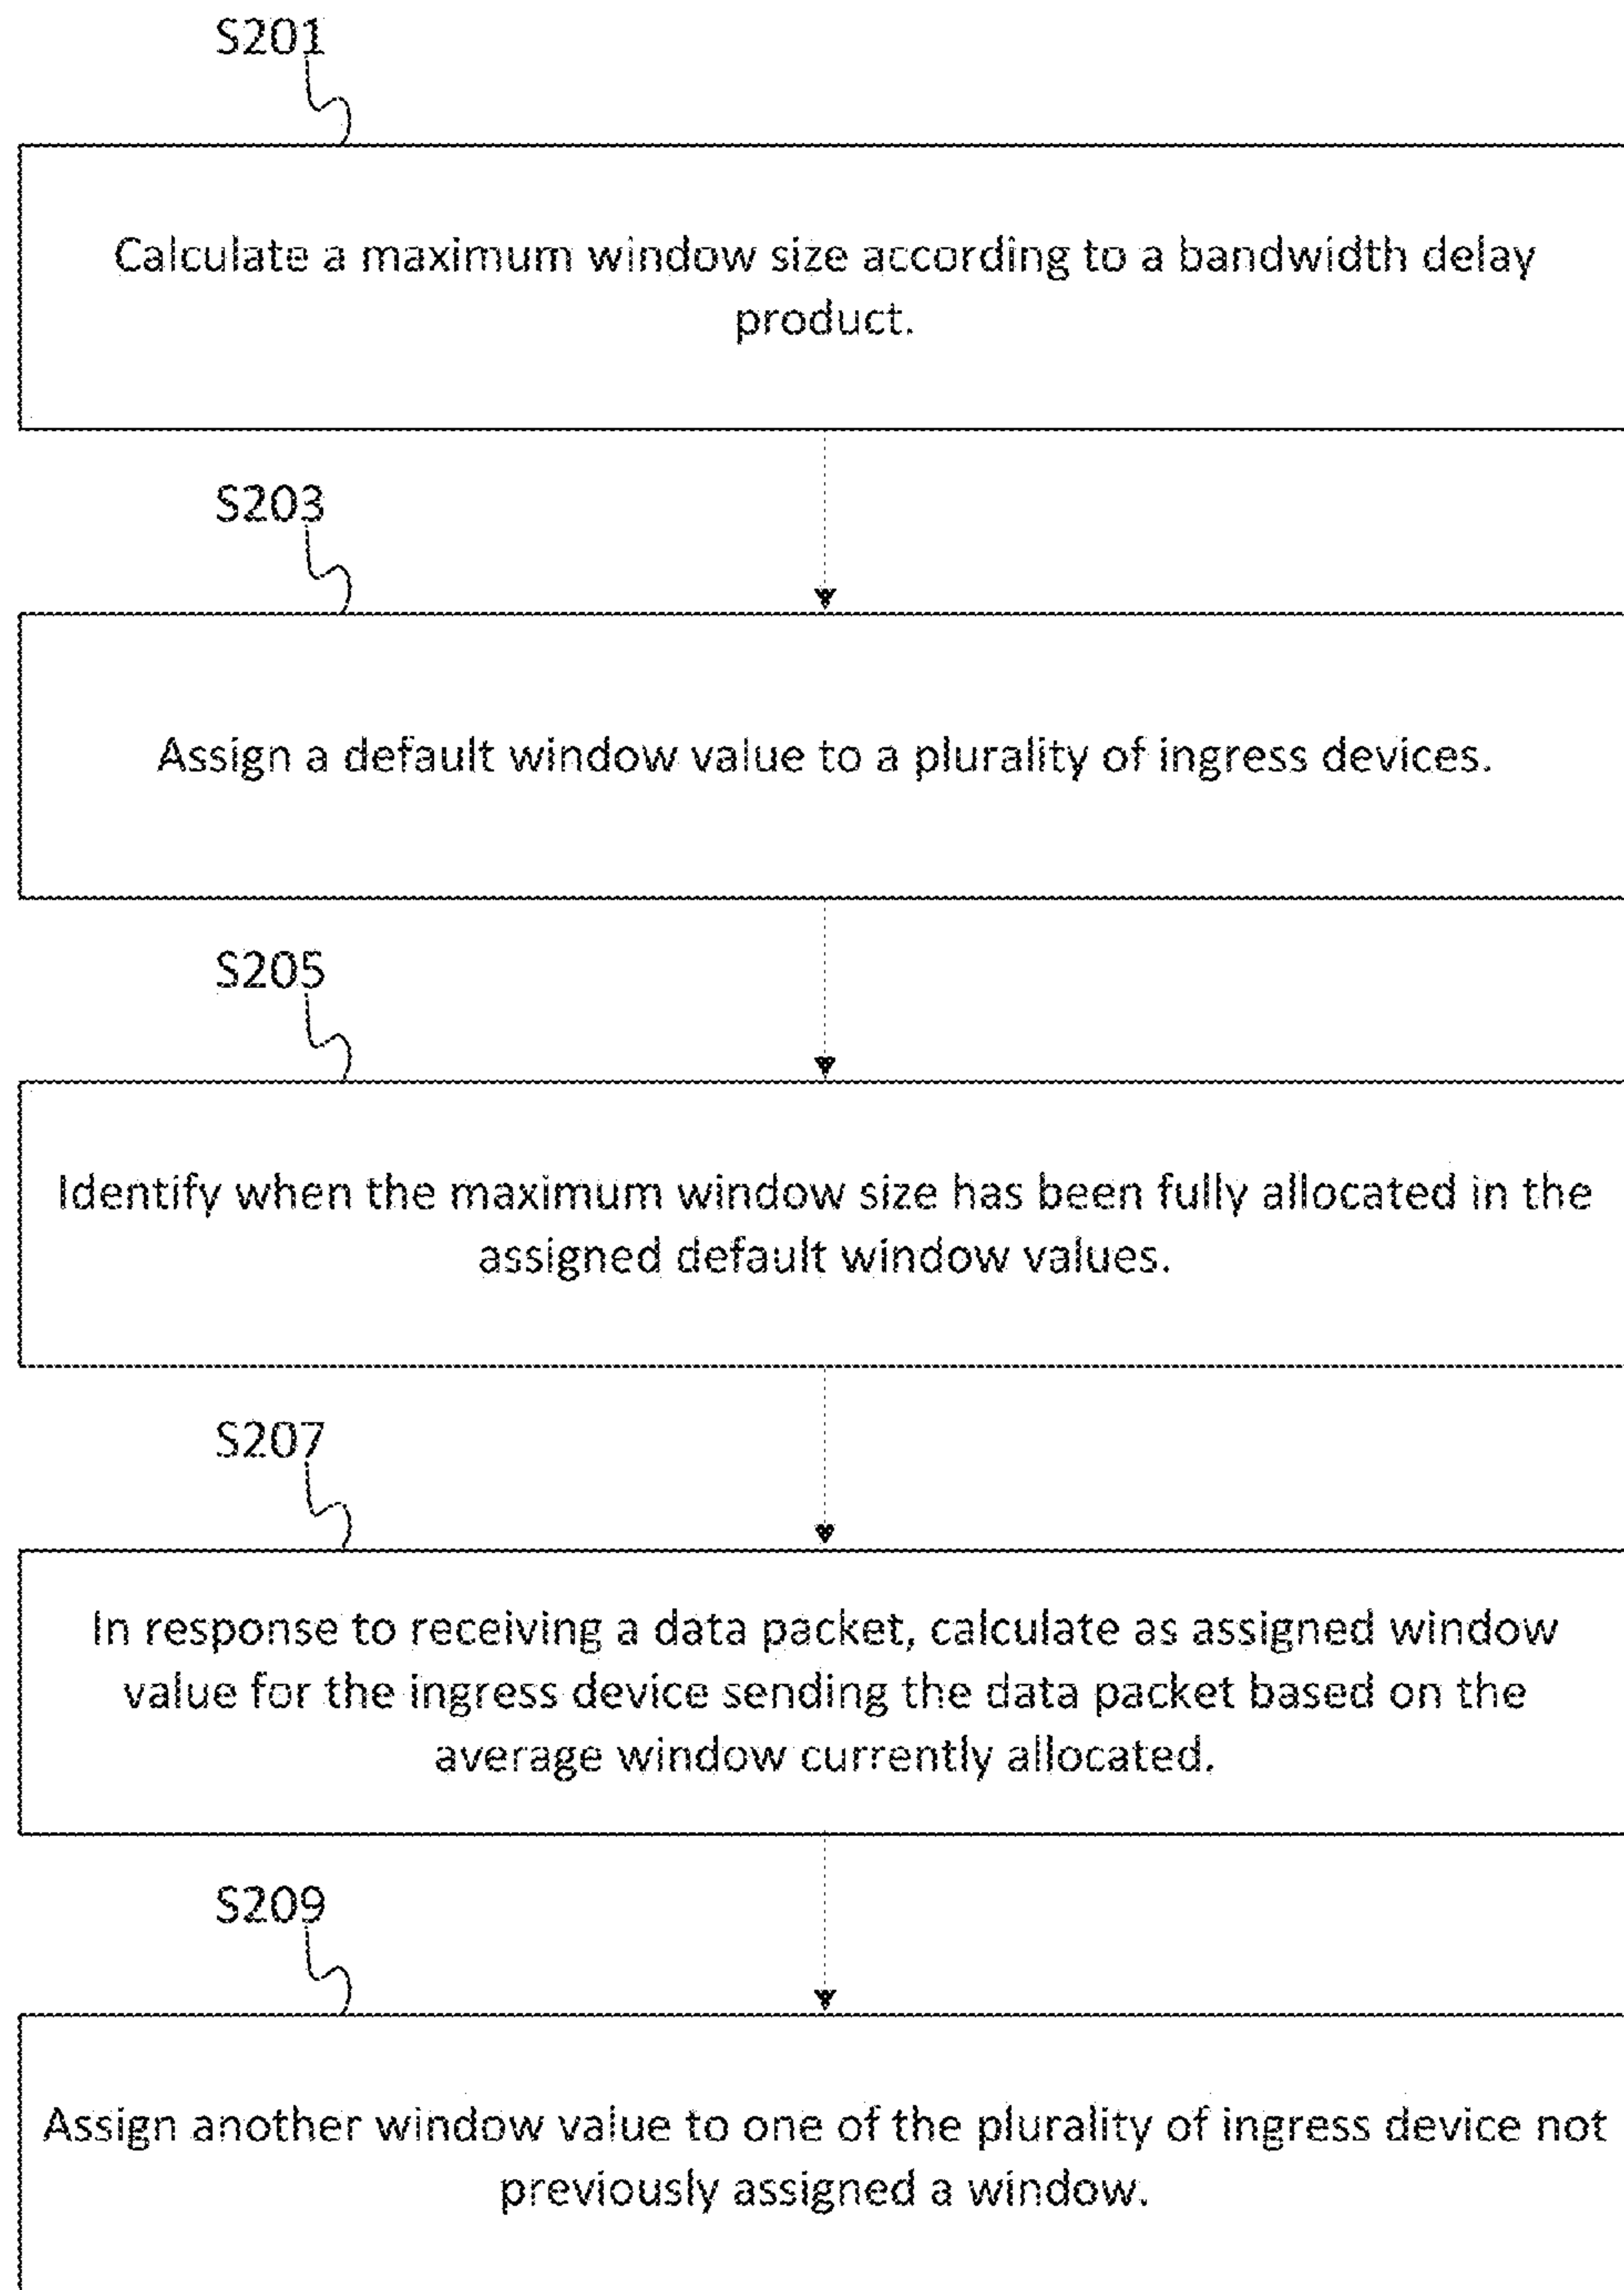 S201
Calculate a maximum window size according to a bandwidth delay
product.
S203
Assign a default window value to a plurality of ingress devices.
S205
Identify when the maximum window size has been fully allocated in the
assigned default window values.
S207
In response to receiving a data packet, calculate as assigned window
value for the ingress device sending the data packet based on the
average window currently allocated.
S209
Assign another window value to one of the plurality of ingress device not
previously assigned a window.